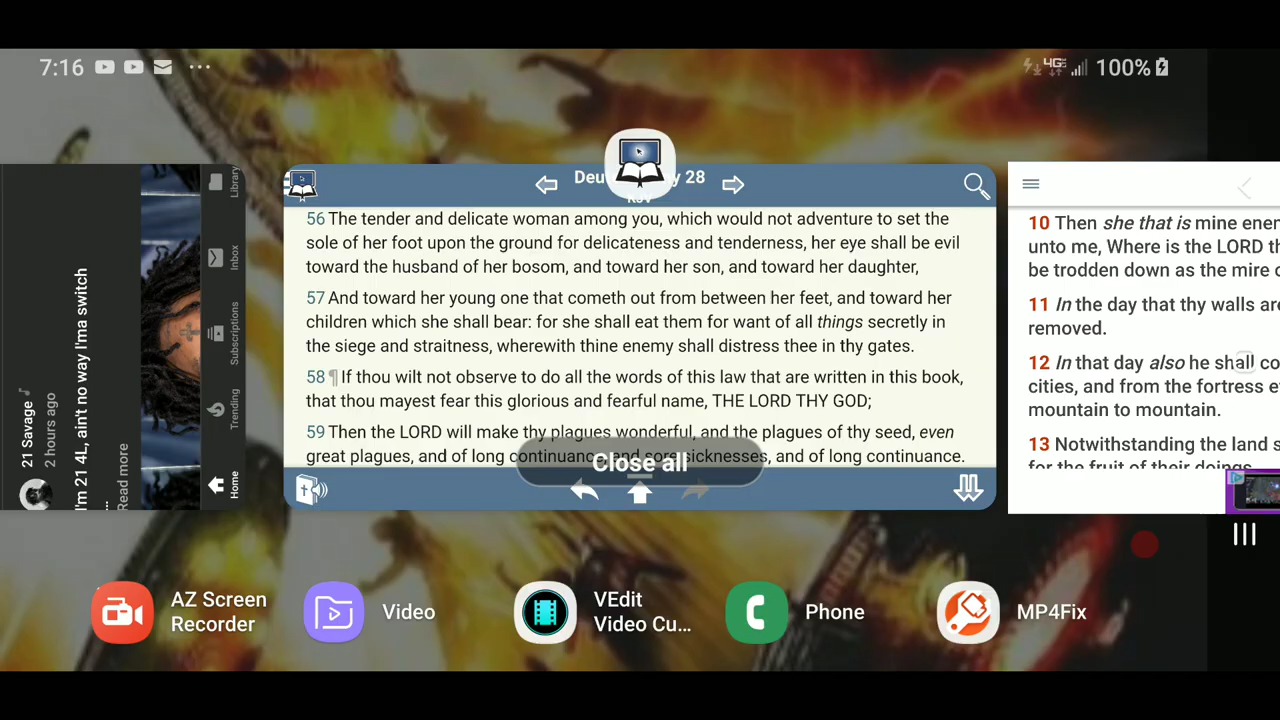 7:16
100%
21 Savage
2 hours ago
I'm 21 4L, ain't no way I'ma switch
...
Read more
Home
Trending
Subscriptions
Inbox
Library
28
56 The tender and delicate woman among you, which would not adventure to set the
sole of her foot upon the ground for delicateness and tenderness, her eye shall be evil
toward the husband of her bosom, and toward her son, and toward her daughter,
57 And toward her young one that cometh out from between her feet, and toward her
children which she shall bear: for she shall eat them for want of all things secretly in
the siege and straitness, wherewith thine enemy shall distress thee in thy gates.
58 ¶ If thou wilt not observe to do all the words of this law that are written in this book,
that thou mayest fear this glorious and fearful name, THE LORD THY GOD;
59 Then the LORD will make thy plagues wonderful, and the plagues of thy seed, even
great plagues, and of long continuance, and sore sicknesses, and of long continuance.
Close all
10 Then she that is mine
unto me, Where is the LORD
be trodden down as the mire
11 In the day that thy walls
removed.
12 In that day also he shall
cities, and from the fortress
mountain to mountain.
13 Notwithstanding the land
for the fruit of their doings
AZ Screen
Recorder
Video
VEdit
Video Cu...
Phone
MP4Fix